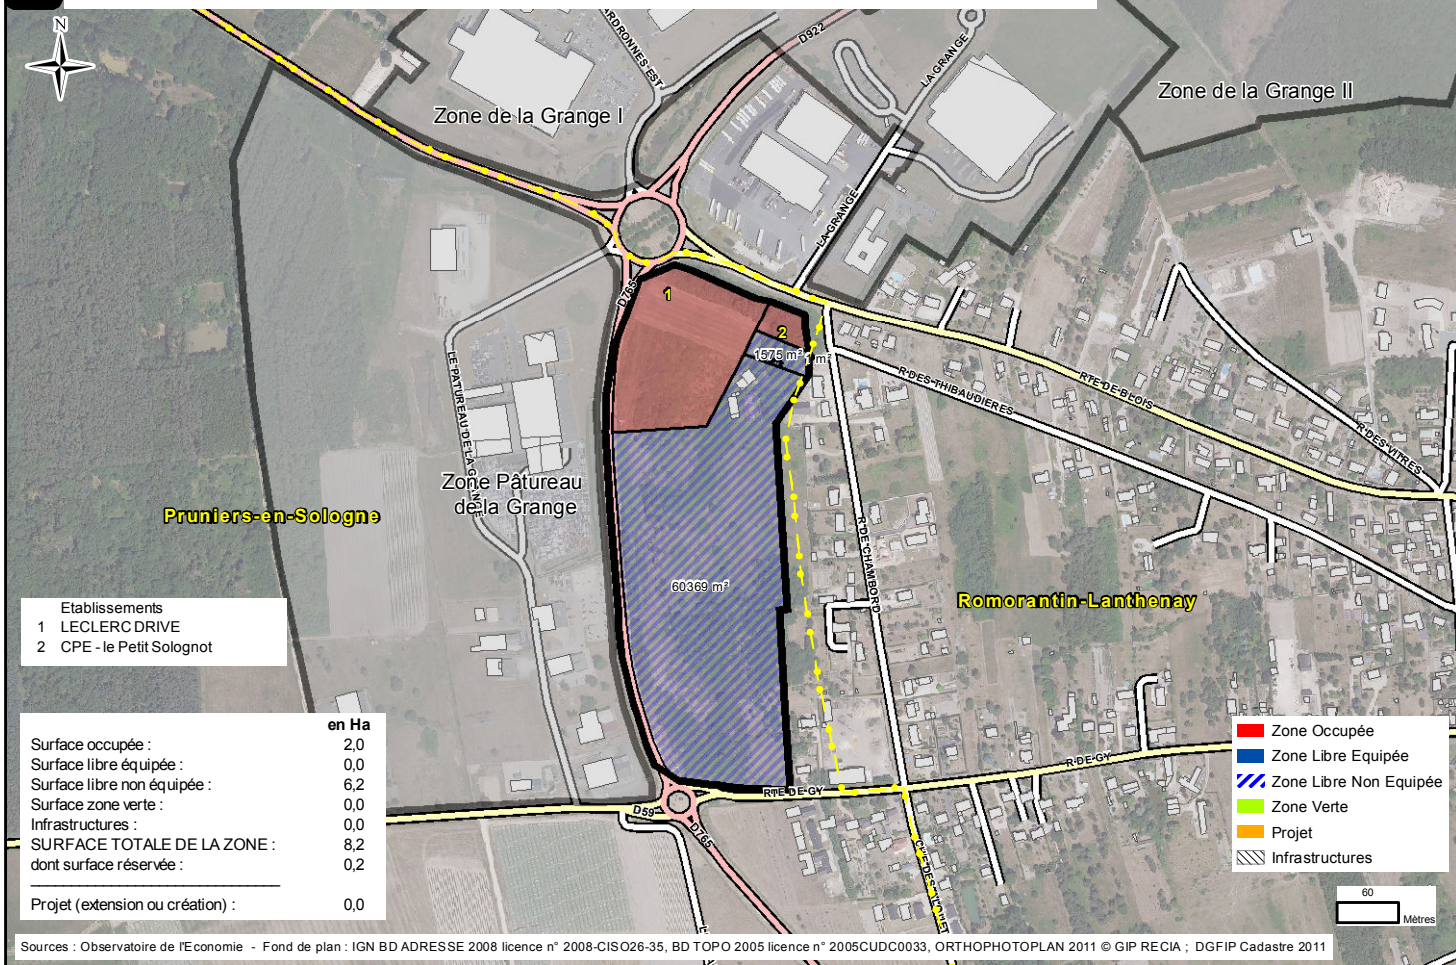 N
ARDRONNES EST
D922
LA GRANGE
Zone de la Grange I
Zone de la Grange II
LA GRANGE
D765
1
2
1575 m²
1 m²
R DES THIBAUDIERES
RTE DE BLOIS
R DES VITRES
LE PATUREAU DE LA GRANGE
Zone Pâtureau
de la Grange
Pruniers-en-Sologne
R DE CHAMBORD
60369 m²
Romorantin-Lanthenay
Etablissements
1 LECLERC DRIVE
2 CPE - le Petit Solognot
en Ha
Surface occupée : 2,0
Surface libre équipée : 0,0
Surface libre non équipée : 6,2
Surface zone verte : 0,0
Infrastructures : 0,0
SURFACE TOTALE DE LA ZONE : 8,2
dont surface réservée : 0,2
Projet (extension ou création) : 0,0
Zone Occupée
Zone Libre Equipée
Zone Libre Non Equipée
Zone Verte
Projet
Infrastructures
R DE GY
RTE DE GY
D59
D765
60
Mètres
Sources : Observatoire de l'Economie - Fond de plan : IGN BD ADRESSE 2008 licence n° 2008-CISO26-35, BD TOPO 2005 licence n° 2005CUDC0033, ORTHOPHOTOPLAN 2011 © GIP RECIA ; DGFIP Cadastre 2011